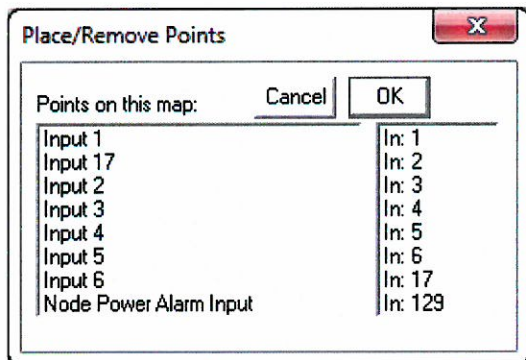 Place/Remove Points
X
Points on this map: Cancel OK
Input 1 In: 1
Input 17 In: 2
Input 2 In: 3
Input 3 In: 4
Input 4 In: 5
Input 5 In: 6
Input 6 In: 17
Node Power Alarm Input In: 129